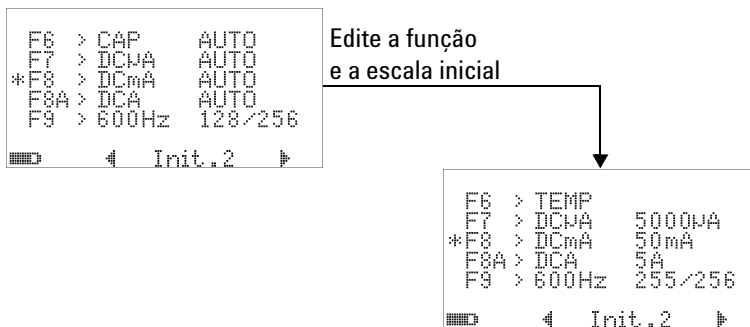 F6 > CAP AUTO
F7 > DCμA AUTO
*F8 > DCmA AUTO
F8A > DCA AUTO
F9 > 600Hz 128/256
Init.2
Edite a função
e a escala inicial
F6 > TEMP
F7 > DCμA 5000μA
*F8 > DCmA 50mA
F8A > DCA 5A
F9 > 600Hz 255/256
Init.2